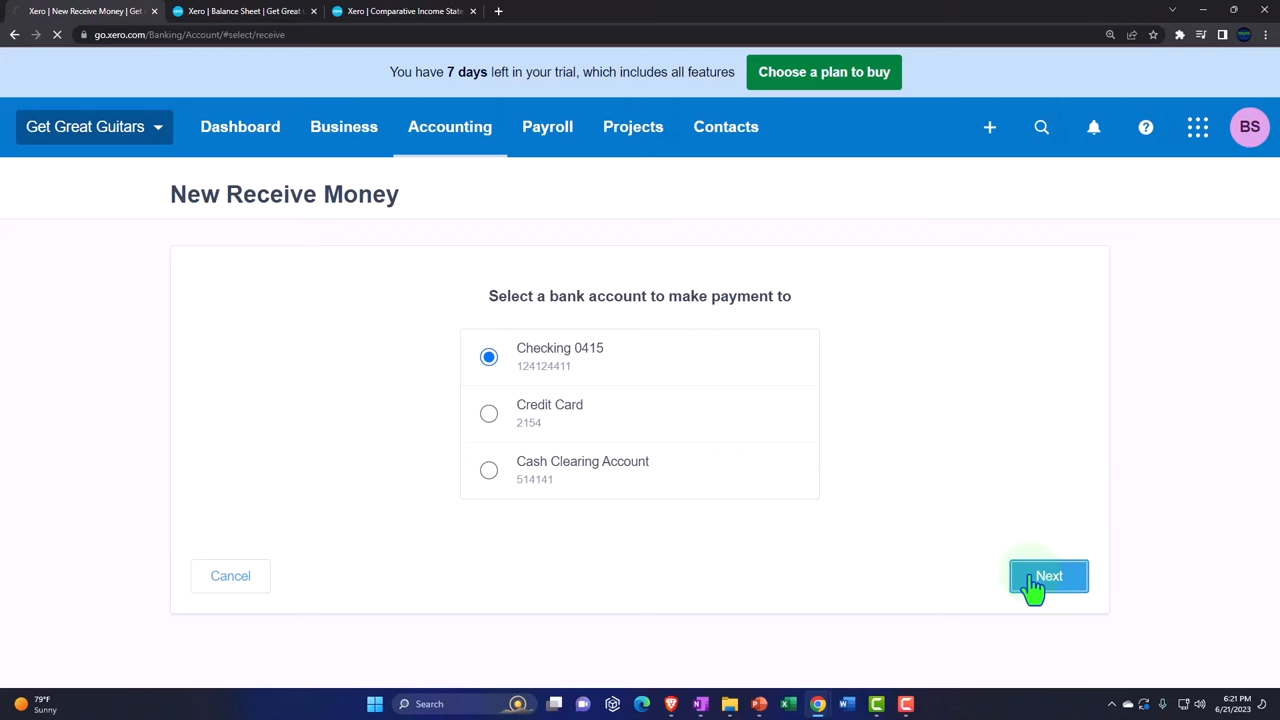 Xero | New Receive Money | Get
Xero | Balance Sheet | Get Great
Xero | Comparative Income State
go.xero.com/Banking/Account/#select/receive
You have 7 days left in your trial, which includes all features
Choose a plan to buy
Get Great Guitars
Dashboard
Business
Accounting
Payroll
Projects
Contacts
BS
New Receive Money
Select a bank account to make payment to
Checking 0415
124124411
Credit Card
2154
Cash Clearing Account
514141
Cancel
Next
79°F
Sunny
Search
6:21 PM
6/21/2023